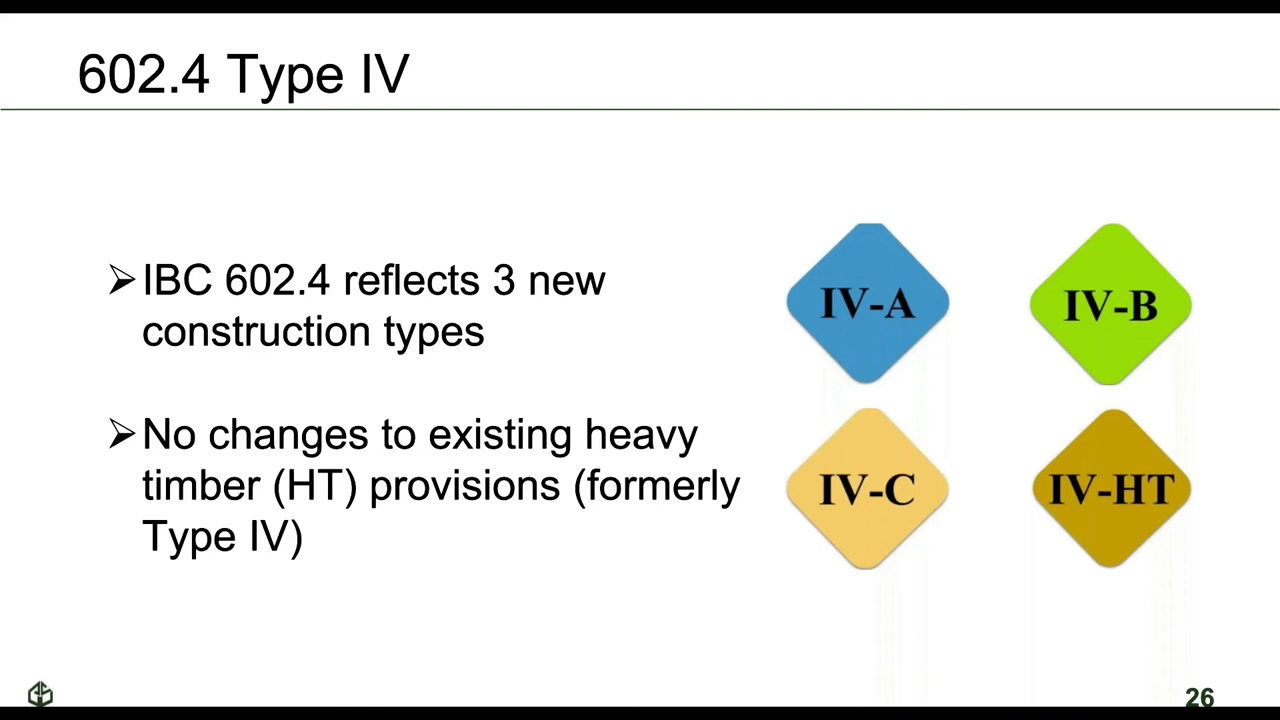 602.4 Type IV
➢IBC 602.4 reflects 3 new
construction types
➢No changes to existing heavy
timber (HT) provisions (formerly
Type IV)
IV-A
IV-B
IV-C
IV-HT
26